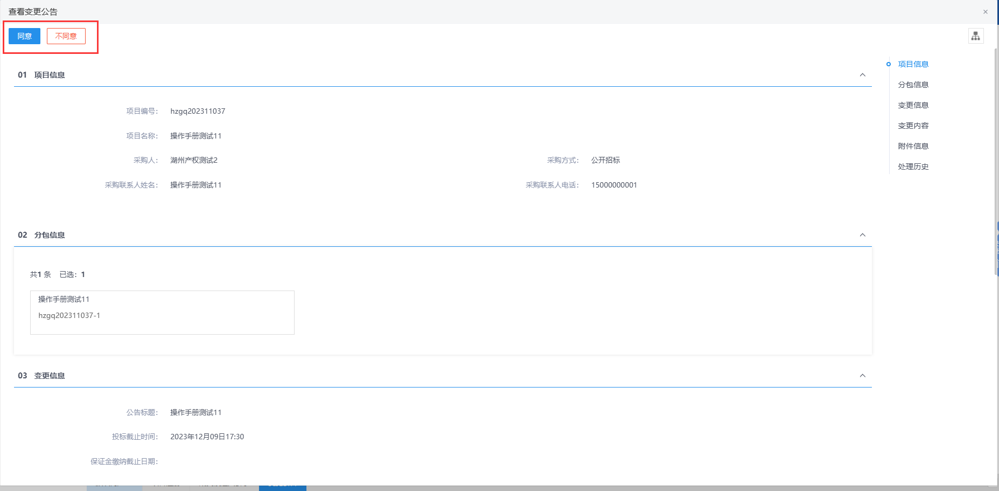 查看变更公告
同意 不同意
01 项目信息
项目编号： hzgq202311037
项目名称： 操作手册测试11
采购人： 湖州产权测试2 采购方式： 公开招标
采购联系人姓名： 操作手册测试11 采购联系人电话： 15000000001
02 分包信息
共1 条 已选：1
操作手册测试11
hzgq202311037-1
03 变更信息
公告标题： 操作手册测试11
投标截止时间： 2023年12月09日17:30
保证金缴纳截止日期：
项目信息
分包信息
变更信息
变更内容
附件信息
处理历史